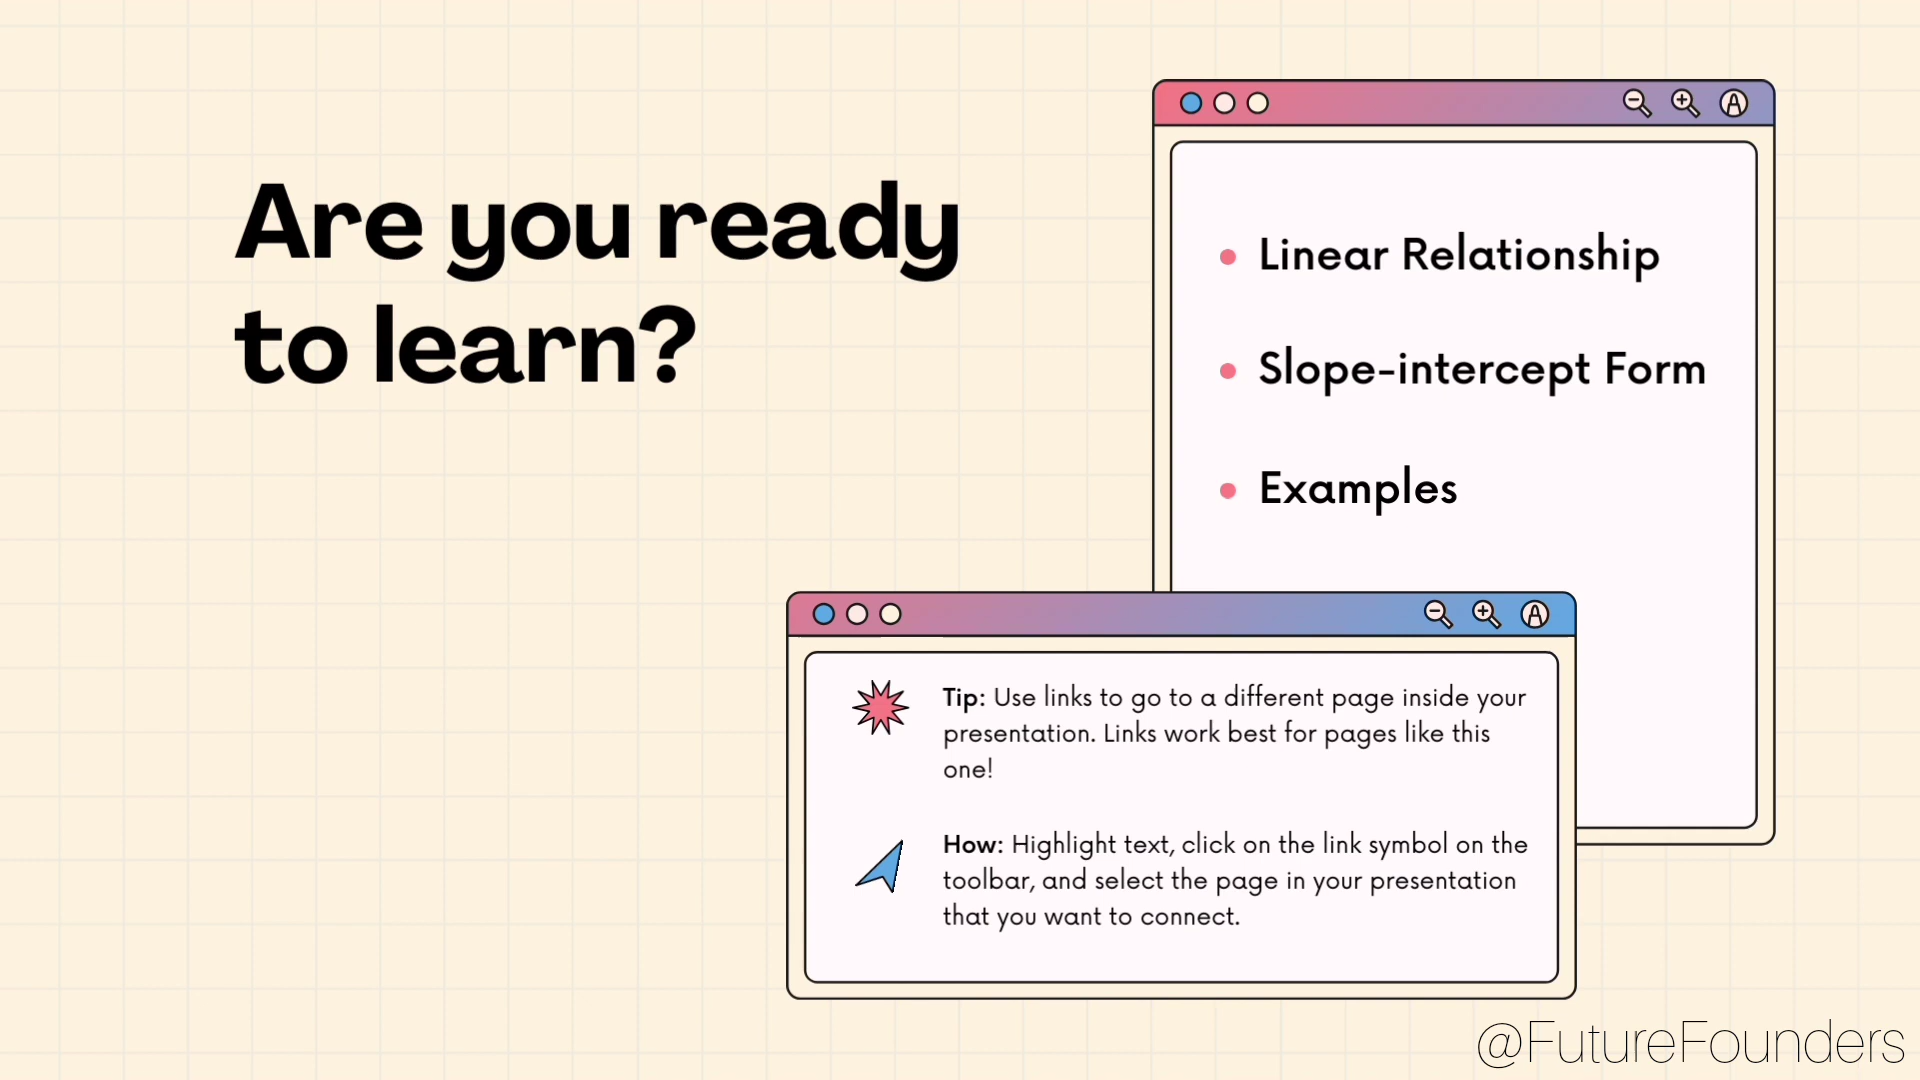 Are you ready
to learn?
Linear Relationship
Slope-intercept Form
Examples
Tip: Use links to go to a different page inside your
presentation. Links work best for pages like this
one!
How: Highlight text, click on the link symbol on the
toolbar, and select the page in your presentation
that you want to connect.
@FutureFounders